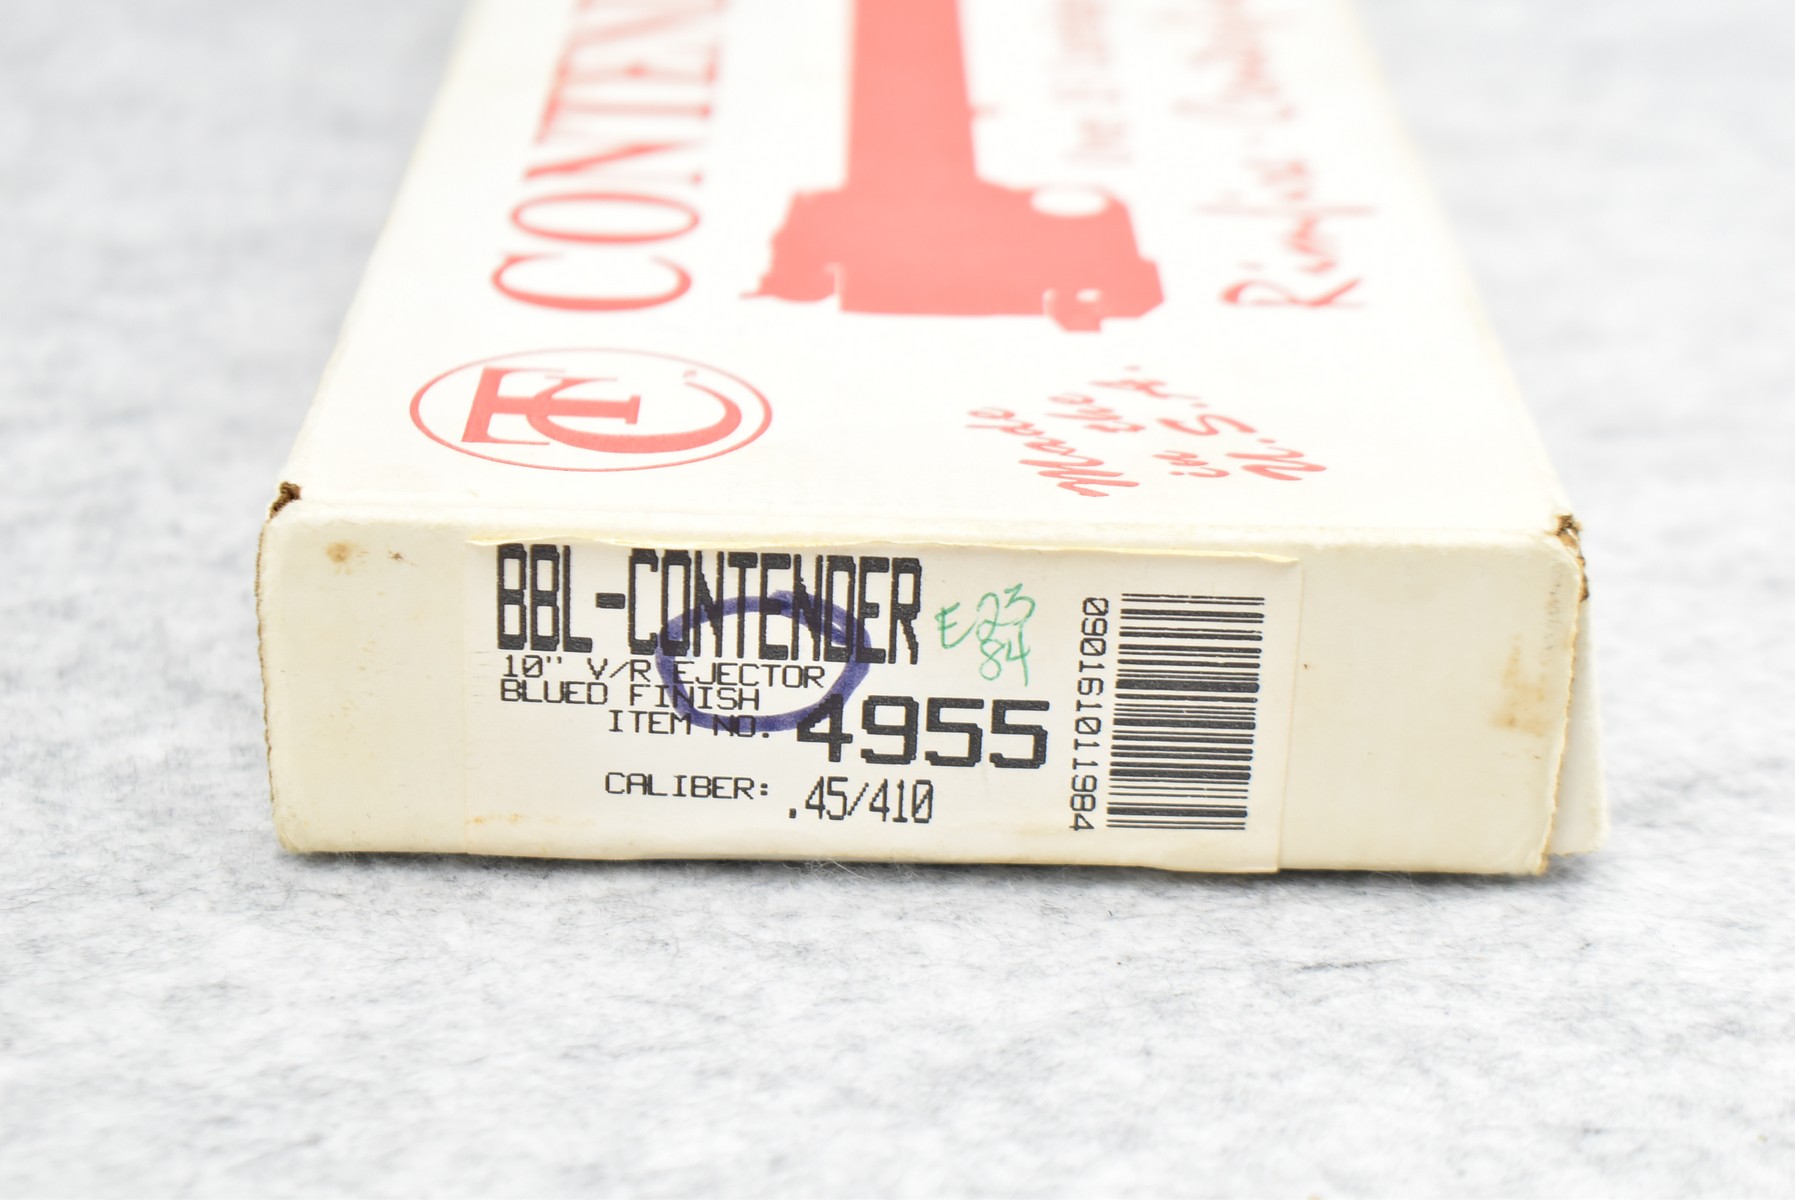 CONTEN
TC
Made
in the
U.S.A.
BBL-CONTENDER
10" V/R EJECTOR
BLUED FINISH
ITEM NO. 4955
CALIBER: .45/410
E23
84
090161011984